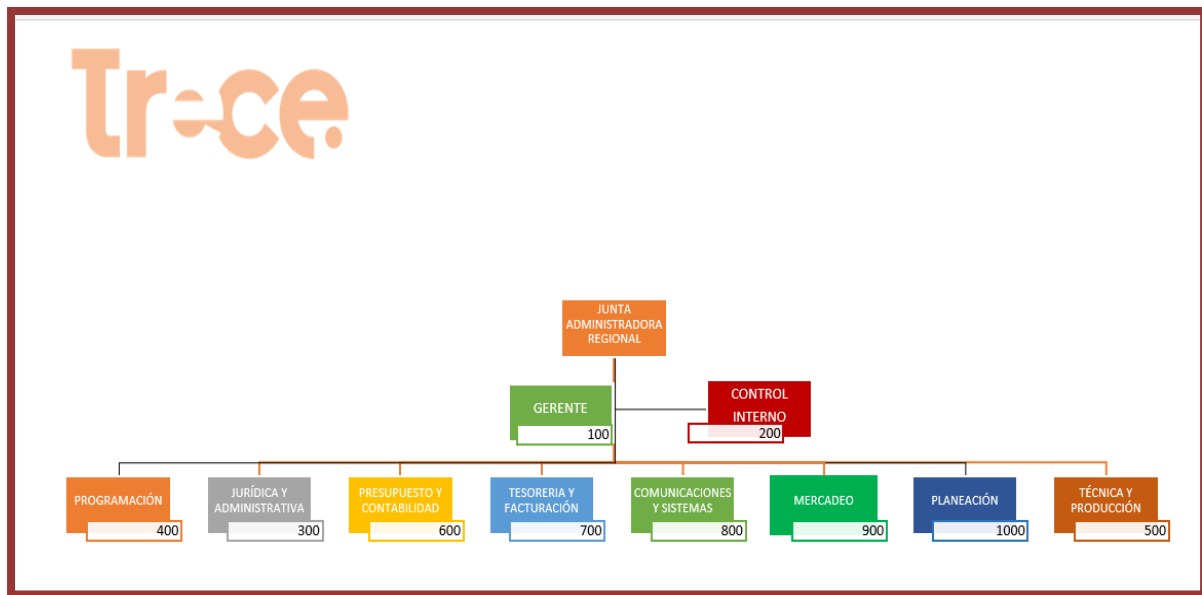 Trece
JUNTA
ADMINISTRADORA
REGIONAL
GERENTE
100
CONTROL
INTERNO
200
PROGRAMACIÓN
400
JURÍDICA Y
ADMINISTRATIVA
300
PRESUPUESTO Y
CONTABILIDAD
600
TESORERIA Y
FACTURACIÓN
700
COMUNICACIONES
Y SISTEMAS
800
MERCADEO
900
PLANEACIÓN
1000
TÉCNICA Y
PRODUCCIÓN
500